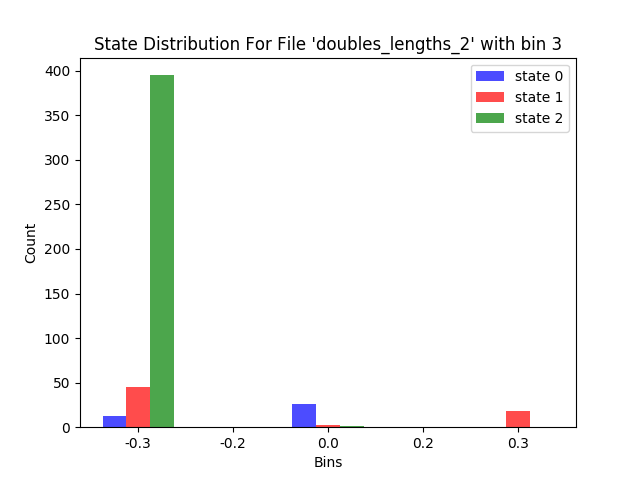 State Distribution For File 'doubles_lengths_2' with bin 3
state 0
state 1
state 2
400
350
300
250
200
150
100
50
0
Count
-0.3 -0.2 0.0 0.2 0.3
Bins